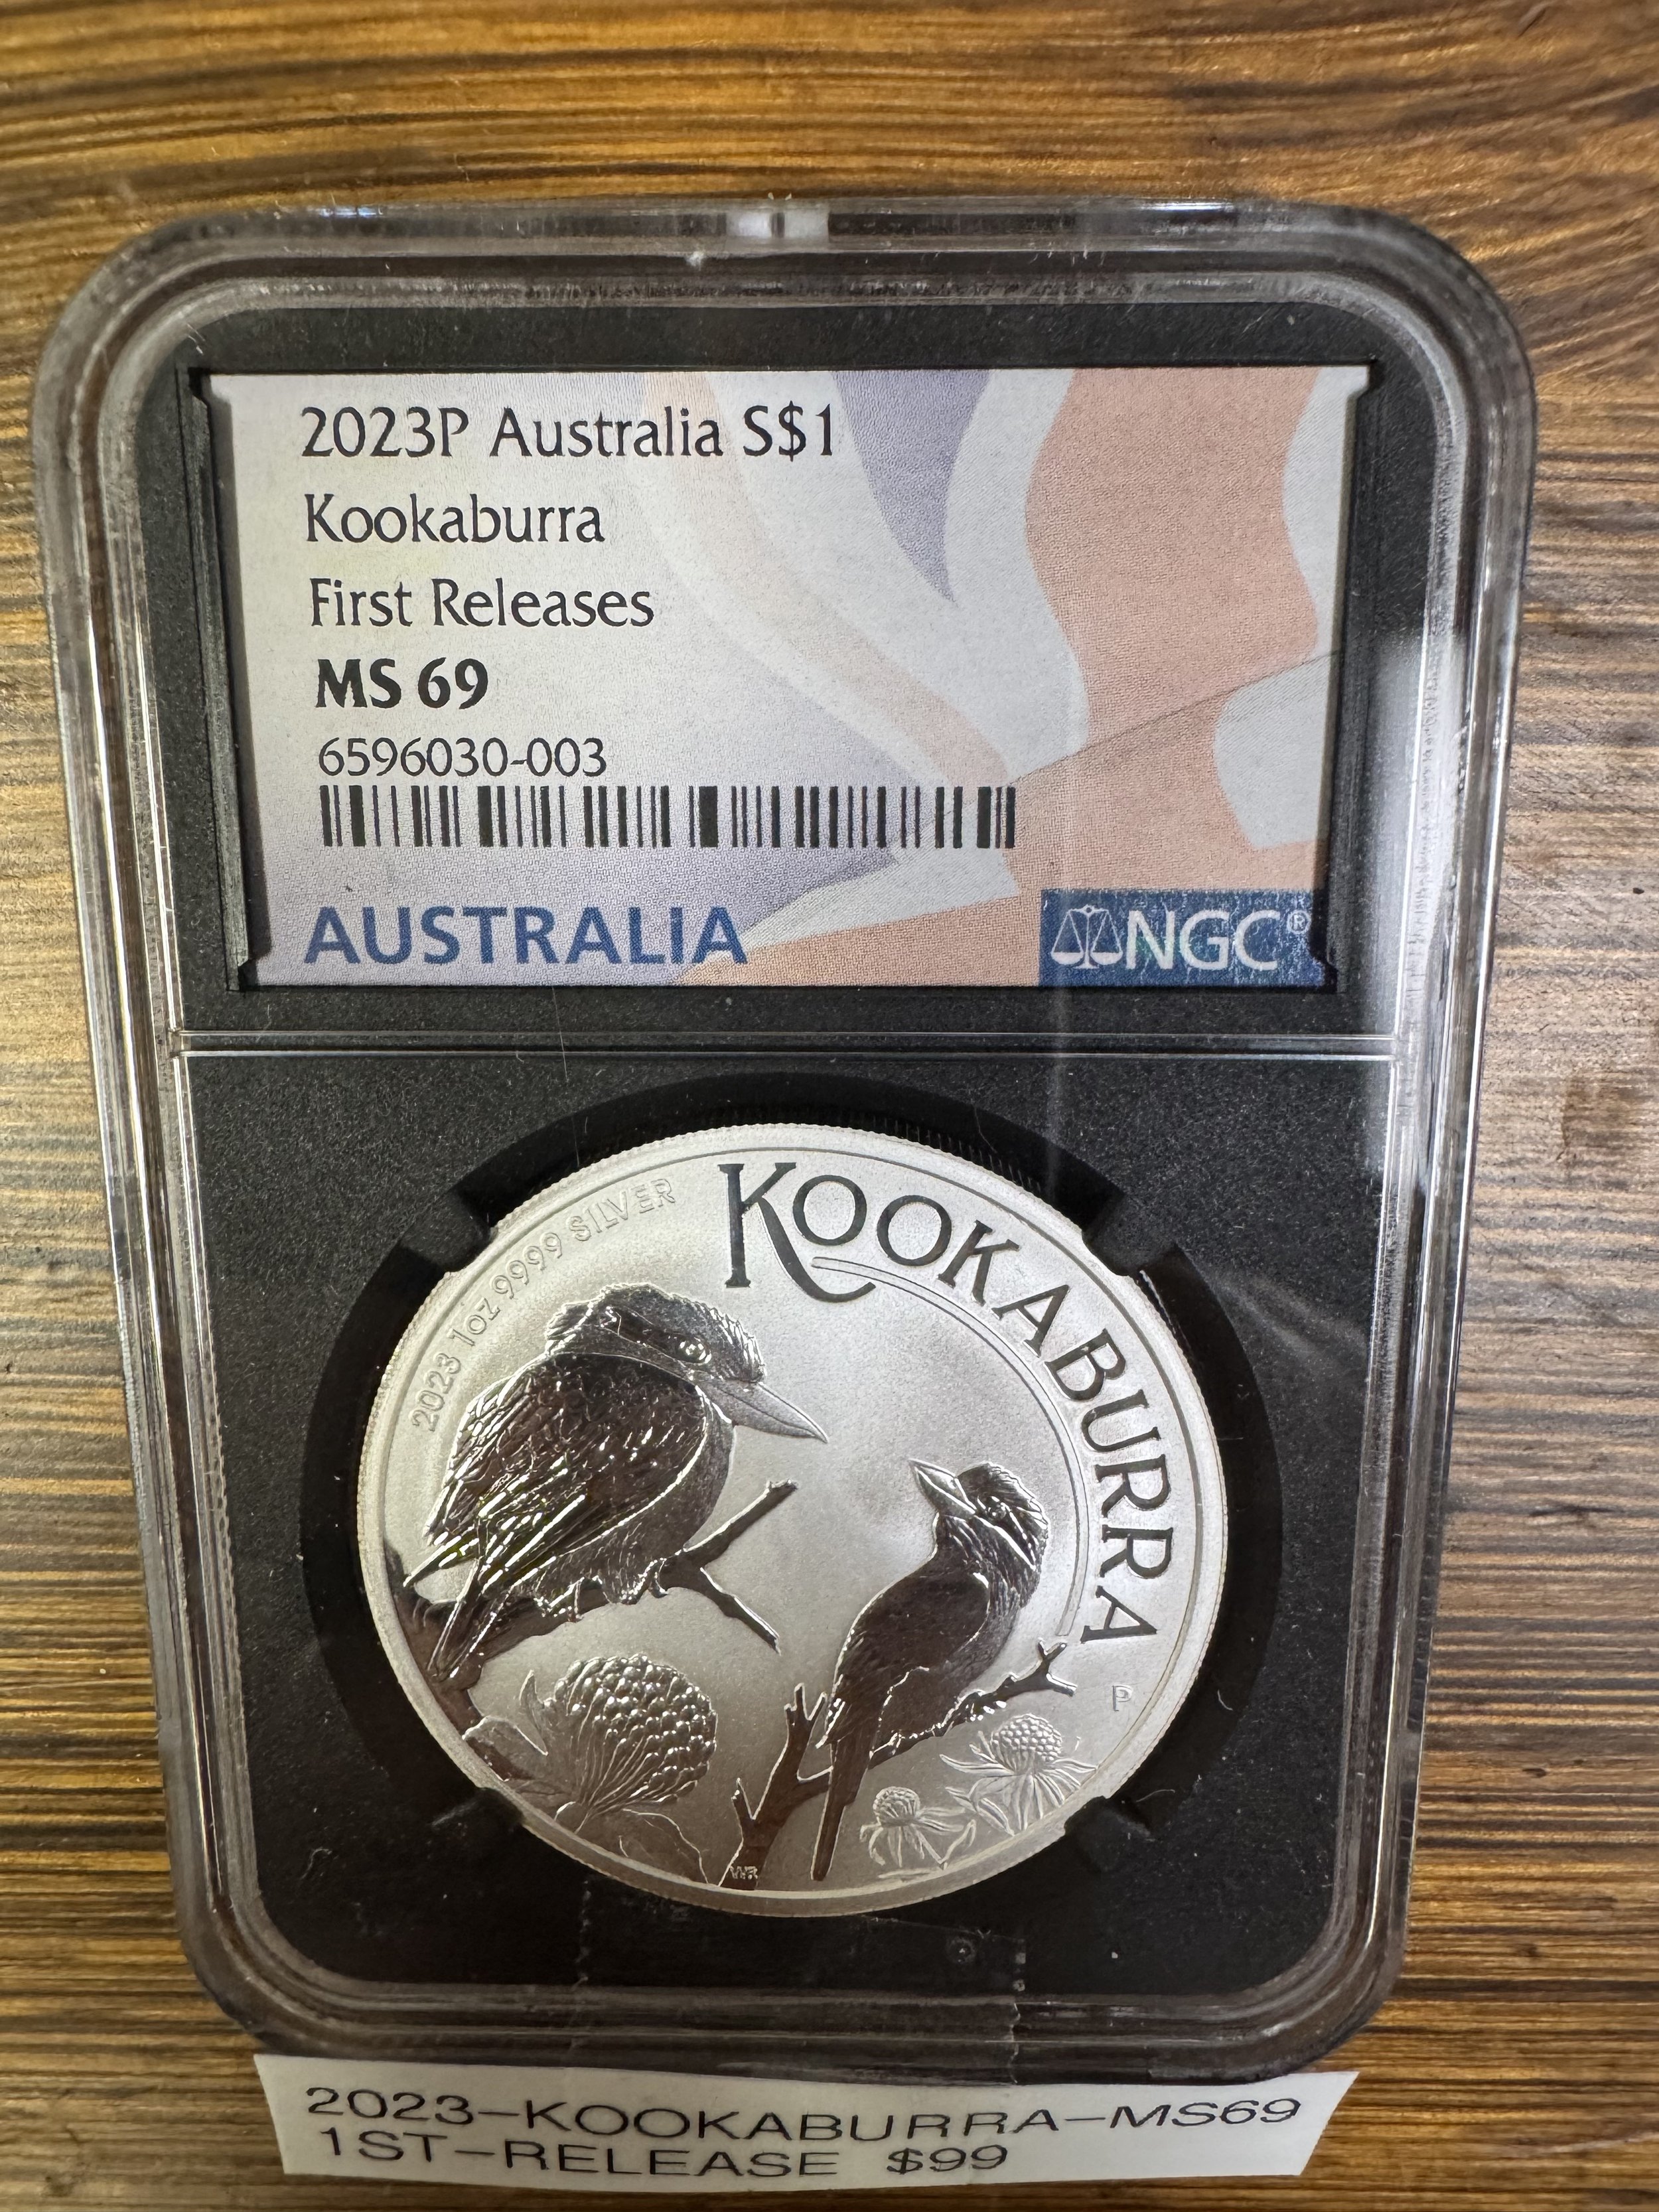 2023P Australia S$1
Kookaburra
First Releases
MS 69
6596030-003
AUSTRALIA
NGC®
2023 1oz 9999 SILVER
KOOKABURRA
P
WR
2023-KOOKABURRA-MS69
1ST-RELEASE $99